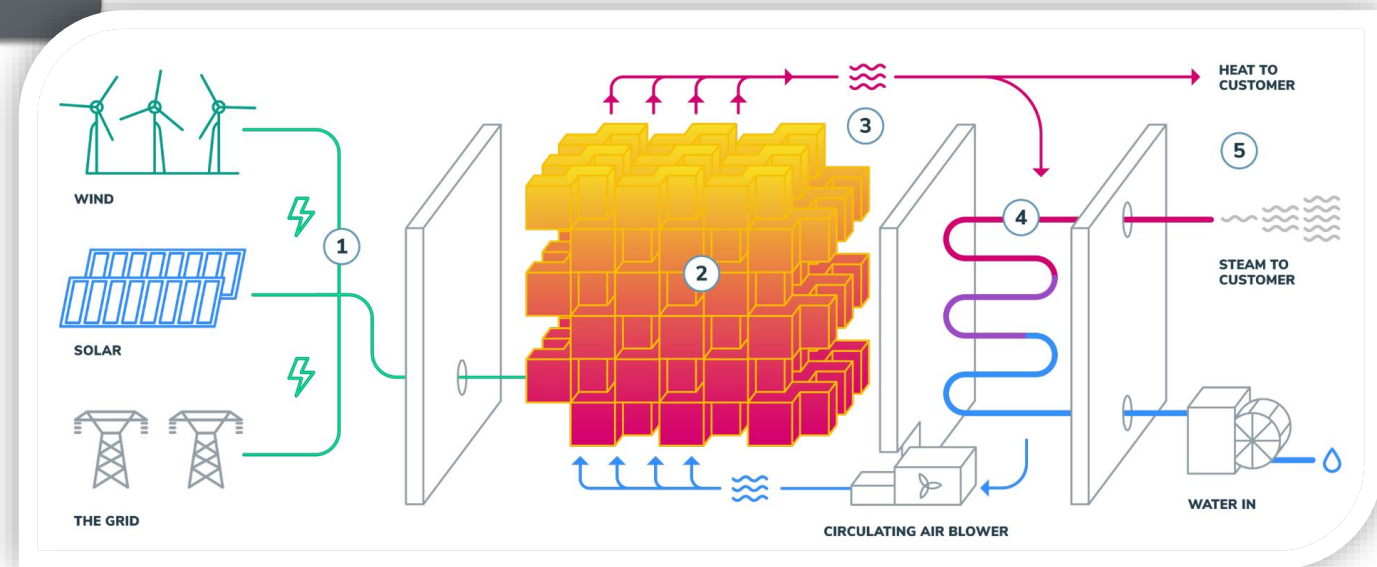 WIND
SOLAR
THE GRID
1
2
3
4
5
HEAT TO
CUSTOMER
STEAM TO
CUSTOMER
WATER IN
CIRCULATING AIR BLOWER